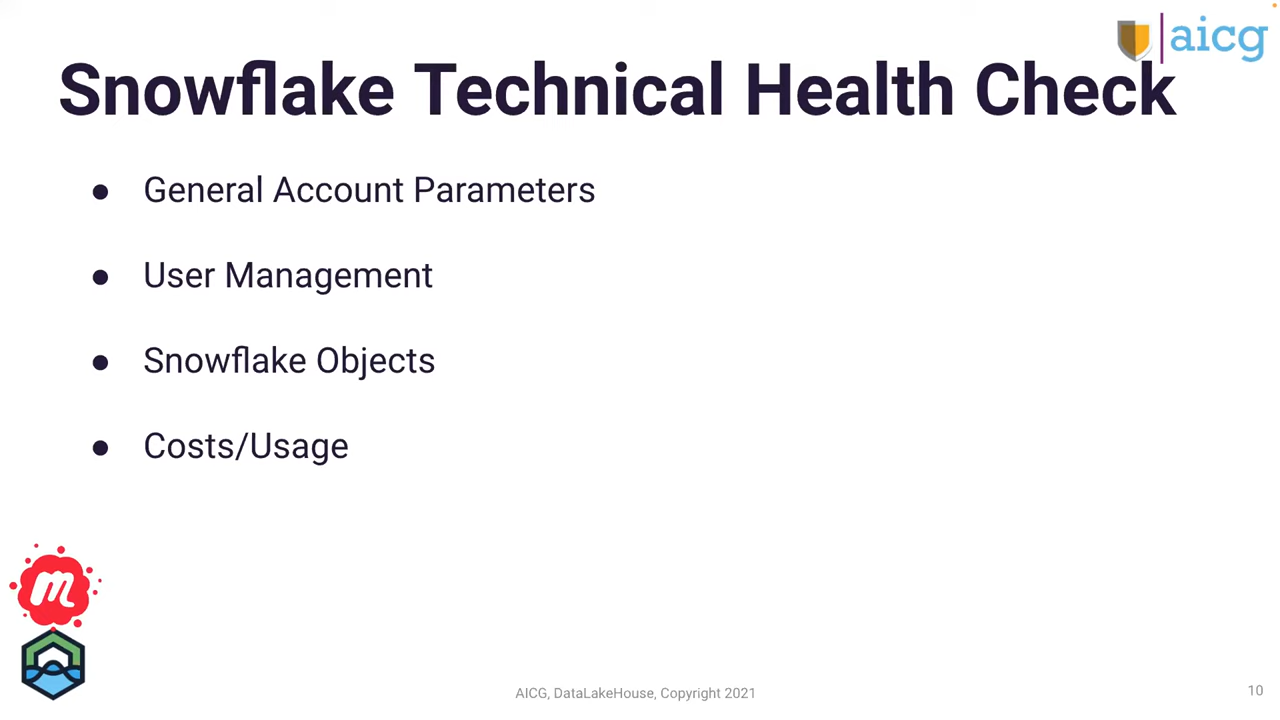 aicg
Snowflake Technical Health Check
● General Account Parameters
● User Management
● Snowflake Objects
● Costs/Usage
m
AICG, DataLakeHouse, Copyright 2021
10